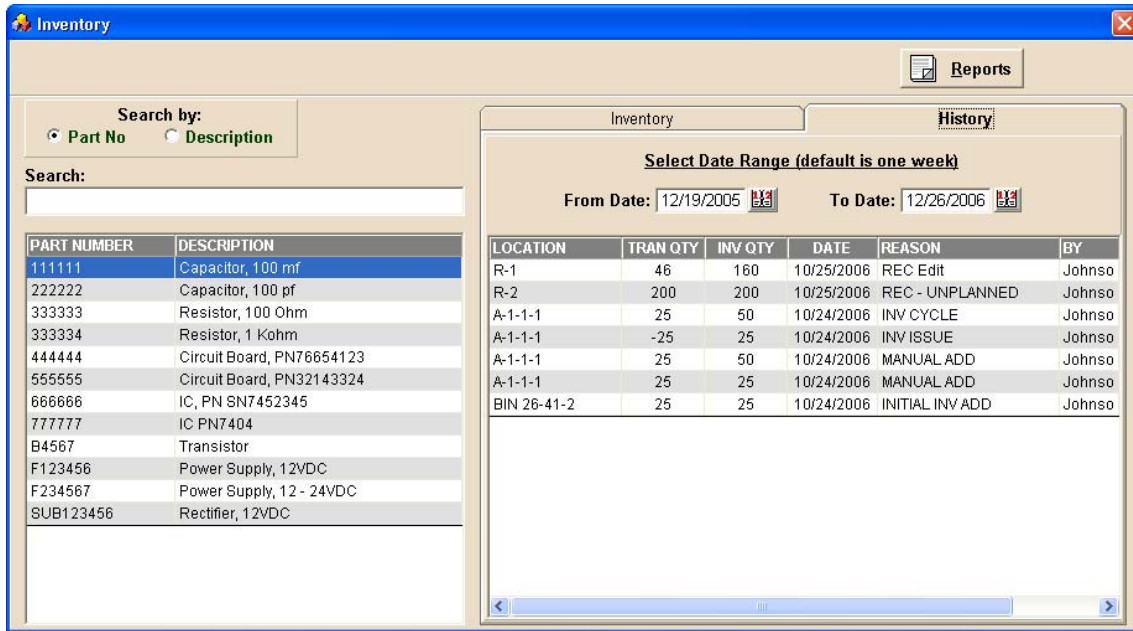 Inventory
Reports
Search by:
Part No Description
Search:
PART NUMBER DESCRIPTION
111111 Capacitor, 100 mf
222222 Capacitor, 100 pf
333333 Resistor, 100 Ohm
333334 Resistor, 1 Kohm
444444 Circuit Board, PN76654123
555555 Circuit Board, PN32143324
666666 IC, PN SN7452345
777777 IC PN7404
B4567 Transistor
F123456 Power Supply, 12VDC
F234567 Power Supply, 12 - 24VDC
SUB123456 Rectifier, 12VDC
Inventory History
Select Date Range (default is one week)
From Date: 12/19/2005 To Date: 12/26/2006
LOCATION TRAN QTY INV QTY DATE REASON BY
R-1 46 160 10/25/2006 REC Edit Johnso
R-2 200 200 10/25/2006 REC - UNPLANNED Johnso
A-1-1-1 25 50 10/24/2006 INV CYCLE Johnso
A-1-1-1 -25 25 10/24/2006 INV ISSUE Johnso
A-1-1-1 25 50 10/24/2006 MANUAL ADD Johnso
A-1-1-1 25 25 10/24/2006 MANUAL ADD Johnso
BIN 26-41-2 25 25 10/24/2006 INITIAL INV ADD Johnso